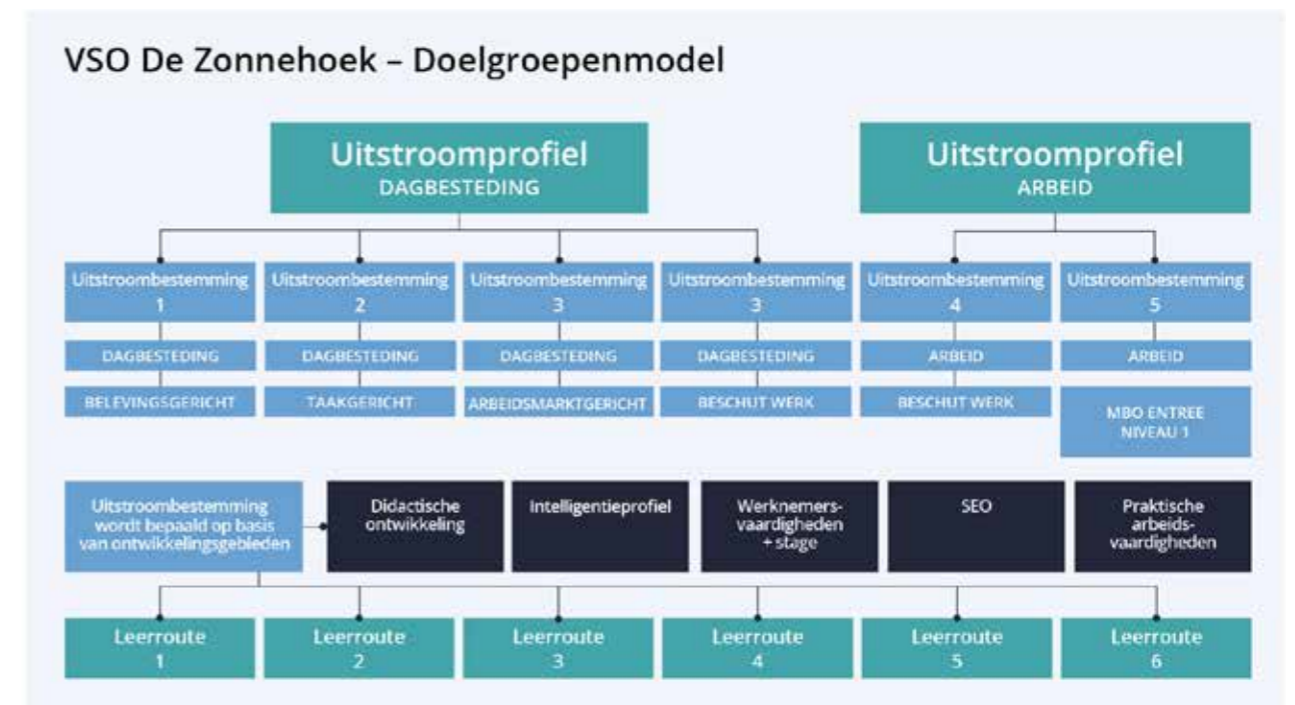 VSO De Zonnehoek – Doelgroepenmodel
Uitstroomprofiel
DAGBESTEDING
Uitstroomprofiel
ARBEID
Uitstroombestemming
1
Uitstroombestemming
2
Uitstroombestemming
3
Uitstroombestemming
3
Uitstroombestemming
4
Uitstroombestemming
5
DAGBESTEDING
DAGBESTEDING
DAGBESTEDING
DAGBESTEDING
ARBEID
ARBEID
BELEVINGSGERICHT
TAAKGERICHT
ARBEIDSMARKTGERICHT
BESCHUT WERK
BESCHUT WERK
MBO ENTREE
NIVEAU 1
Uitstroombestemming
wordt bepaald op basis
van ontwikkelingsgebieden
Didactische
ontwikkeling
Intelligentieprofiel
Werknemers-
vaardigheden
+ stage
SEO
Praktische
arbeids-
vaardigheden
Leerroute
1
Leerroute
2
Leerroute
3
Leerroute
4
Leerroute
5
Leerroute
6